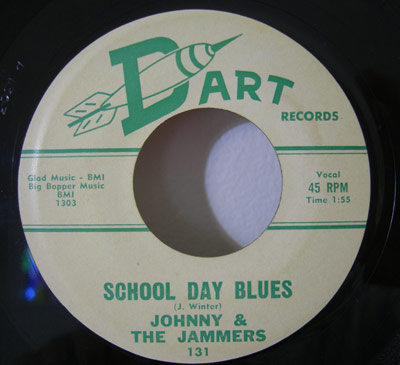 DART
RECORDS
Glad Music - BMI
Big Bopper Music
BMI
1303
Vocal
45 RPM
Time 1:55
SCHOOL DAY BLUES
(J. Winter)
JOHNNY &
THE JAMMERS
131